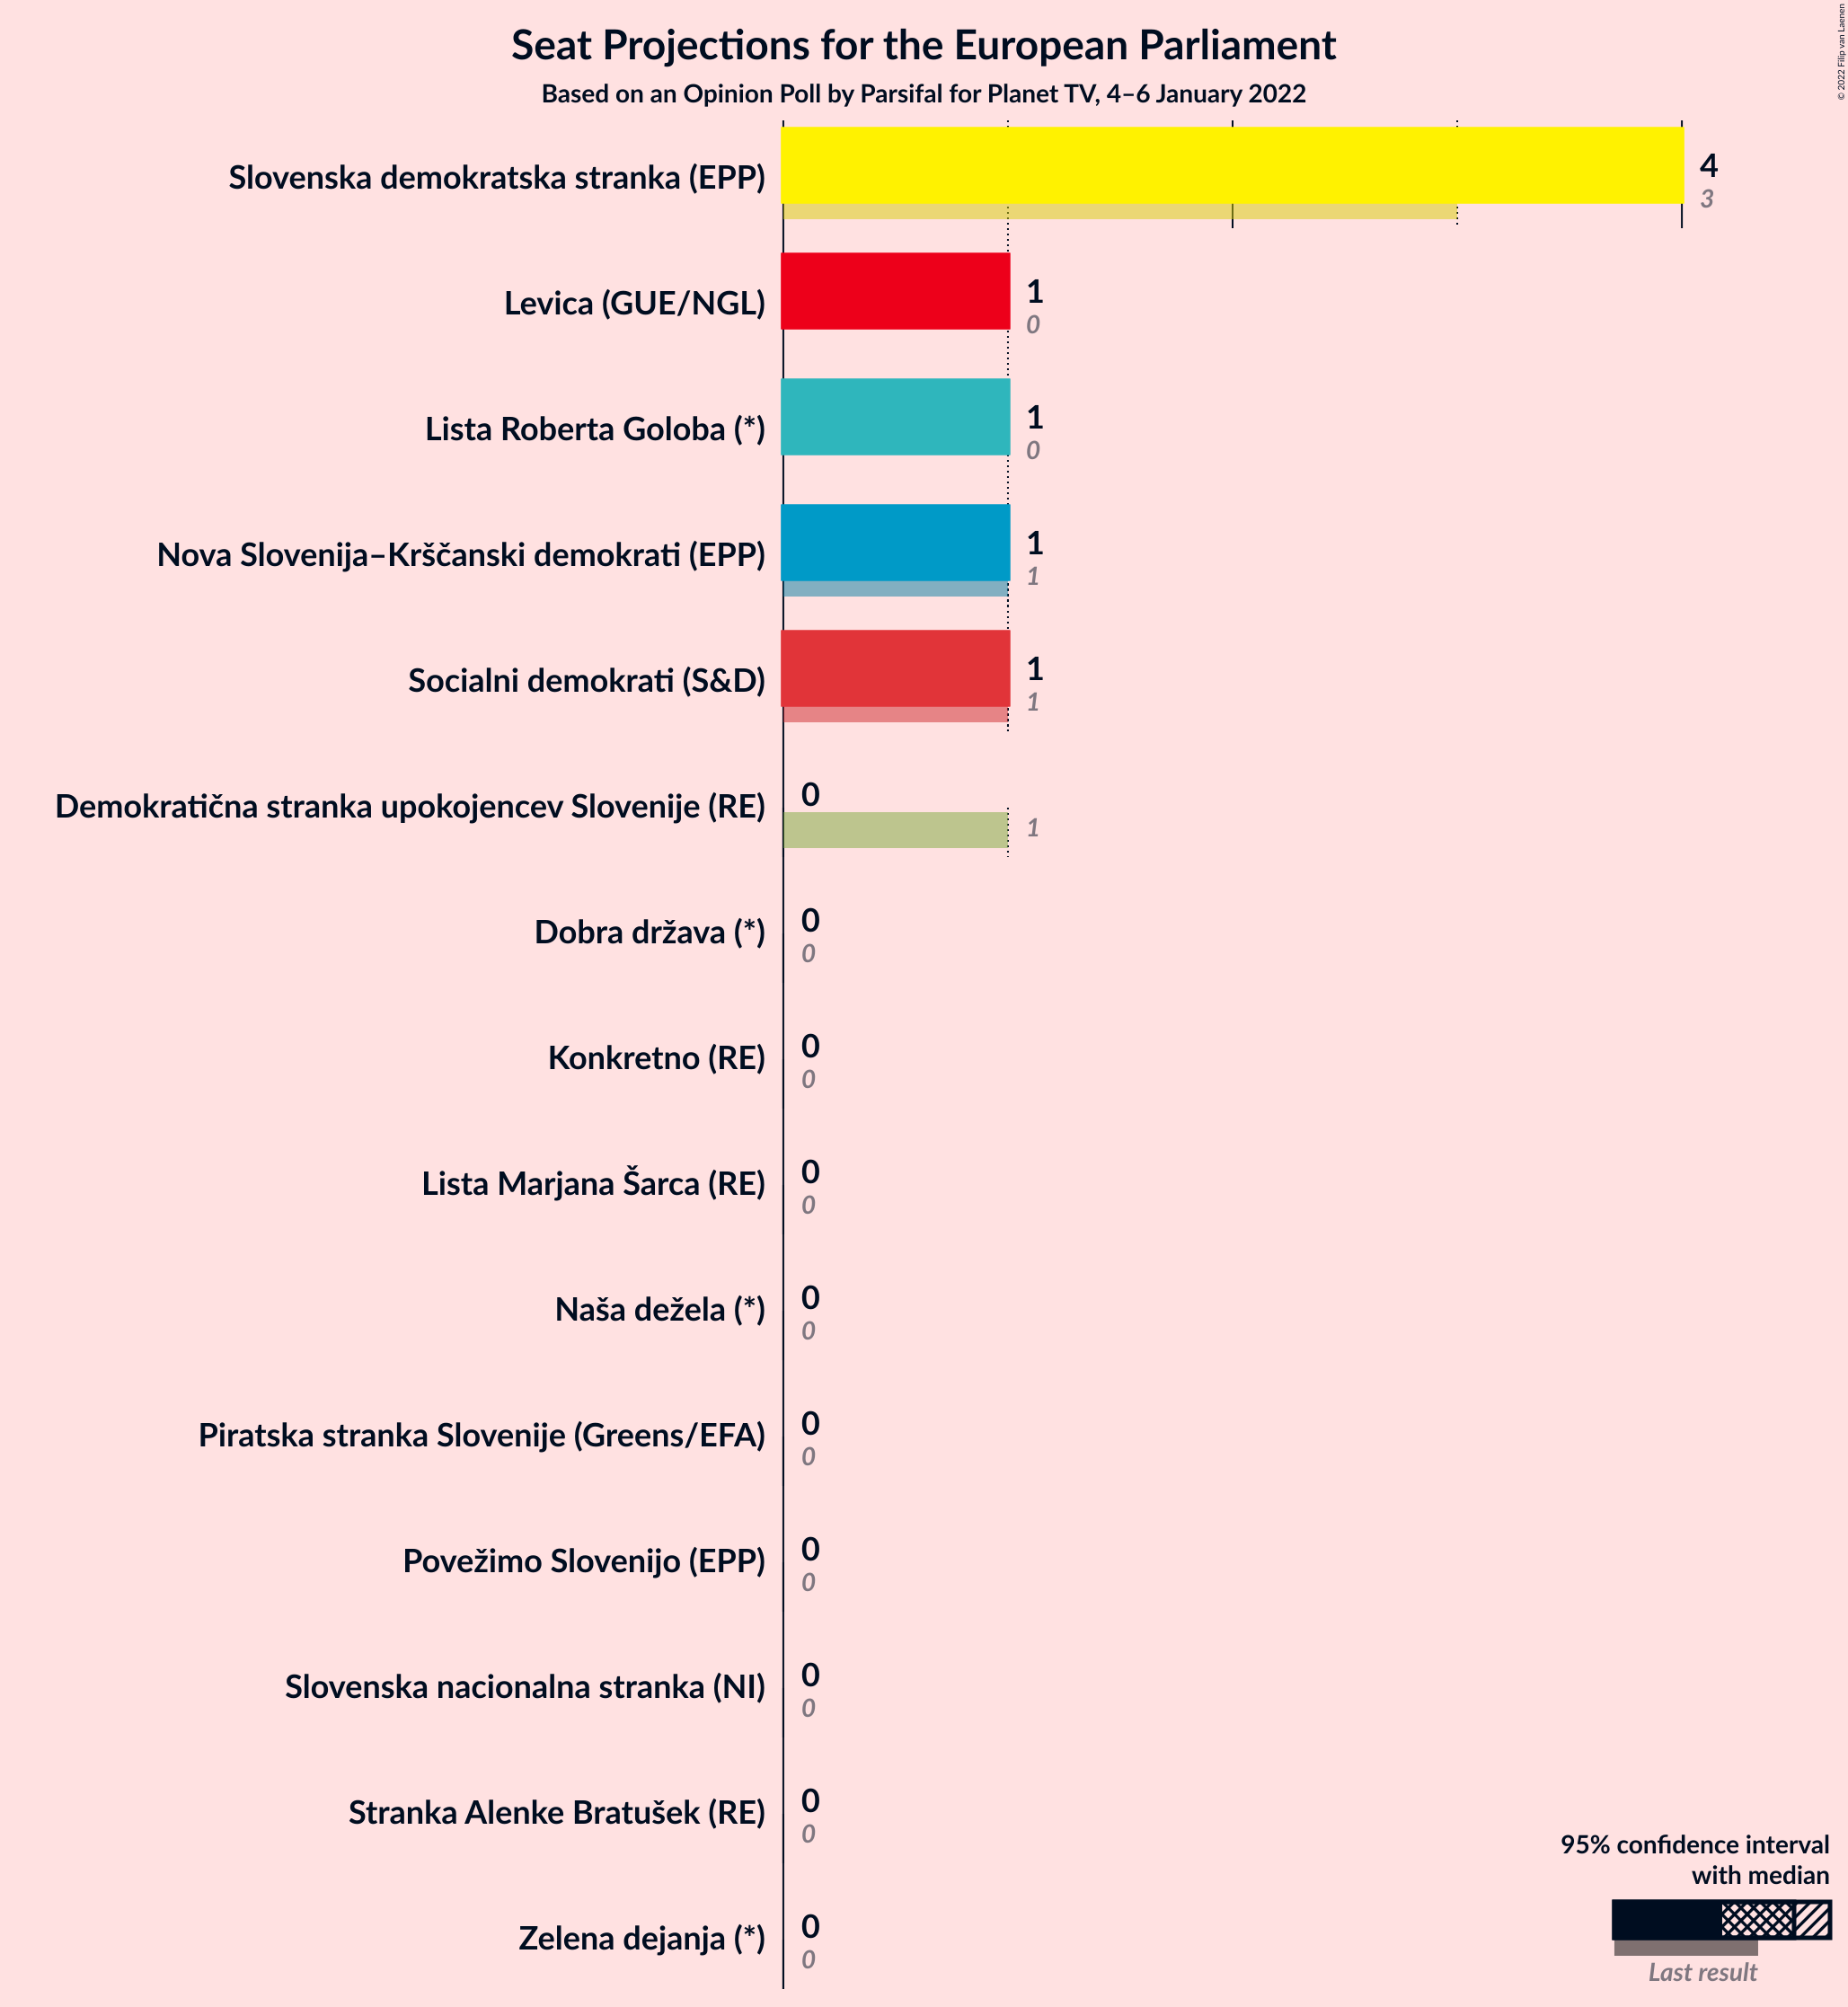 Seat Projections for the European Parliament
Based on an Opinion Poll by Parsifal for Planet TV, 4–6 January 2022
© 2022 Filip van Laenen
Slovenska demokratska stranka (EPP)
4
3
Levica (GUE/NGL)
1
0
Lista Roberta Goloba (*)
1
0
Nova Slovenija–Krščanski demokrati (EPP)
1
1
Socialni demokrati (S&D)
1
1
Demokratična stranka upokojencev Slovenije (RE)
0
1
Dobra država (*)
0
0
Konkretno (RE)
0
0
Lista Marjana Šarca (RE)
0
0
Naša dežela (*)
0
0
Piratska stranka Slovenije (Greens/EFA)
0
0
Povežimo Slovenijo (EPP)
0
0
Slovenska nacionalna stranka (NI)
0
0
Stranka Alenke Bratušek (RE)
0
0
Zelena dejanja (*)
0
0
95% confidence interval
with median
Last result